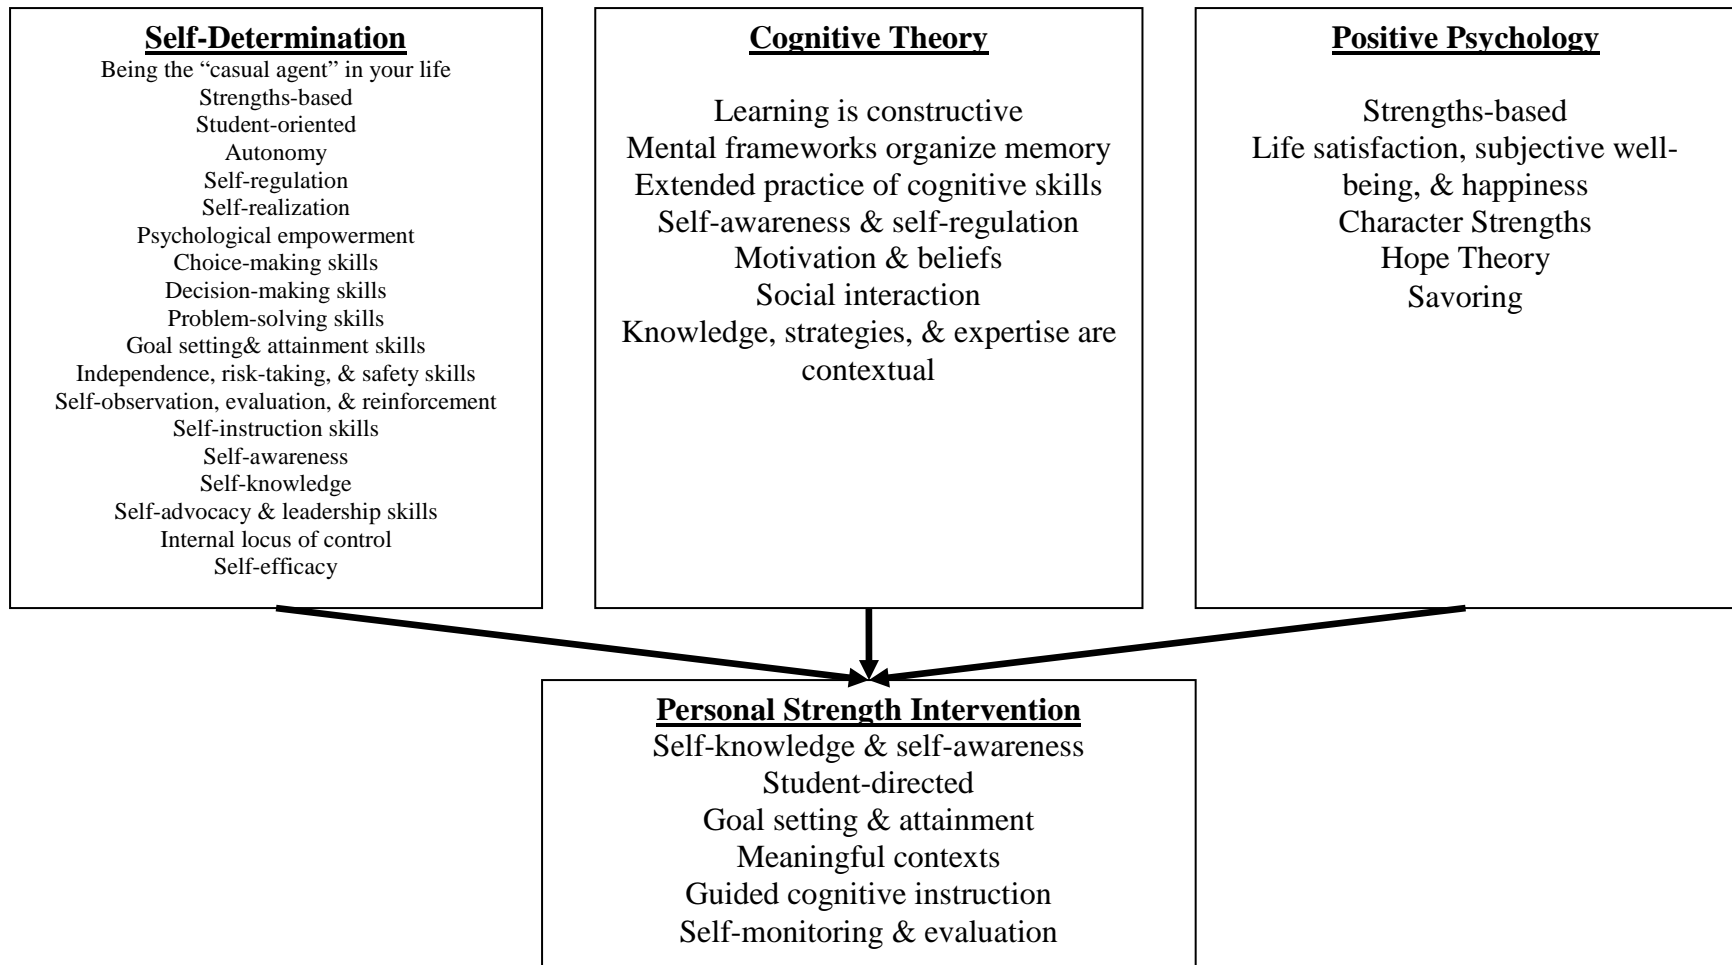 Self-Determination
Being the “casual agent” in your life
Strengths-based
Student-oriented
Autonomy
Self-regulation
Self-realization
Psychological empowerment
Choice-making skills
Decision-making skills
Problem-solving skills
Goal setting& attainment skills
Independence, risk-taking, & safety skills
Self-observation, evaluation, & reinforcement
Self-instruction skills
Self-awareness
Self-knowledge
Self-advocacy & leadership skills
Internal locus of control
Self-efficacy
Cognitive Theory
Learning is constructive
Mental frameworks organize memory
Extended practice of cognitive skills
Self-awareness & self-regulation
Motivation & beliefs
Social interaction
Knowledge, strategies, & expertise are
contextual
Positive Psychology
Strengths-based
Life satisfaction, subjective well-
being, & happiness
Character Strengths
Hope Theory
Savoring
Personal Strength Intervention
Self-knowledge & self-awareness
Student-directed
Goal setting & attainment
Meaningful contexts
Guided cognitive instruction
Self-monitoring & evaluation